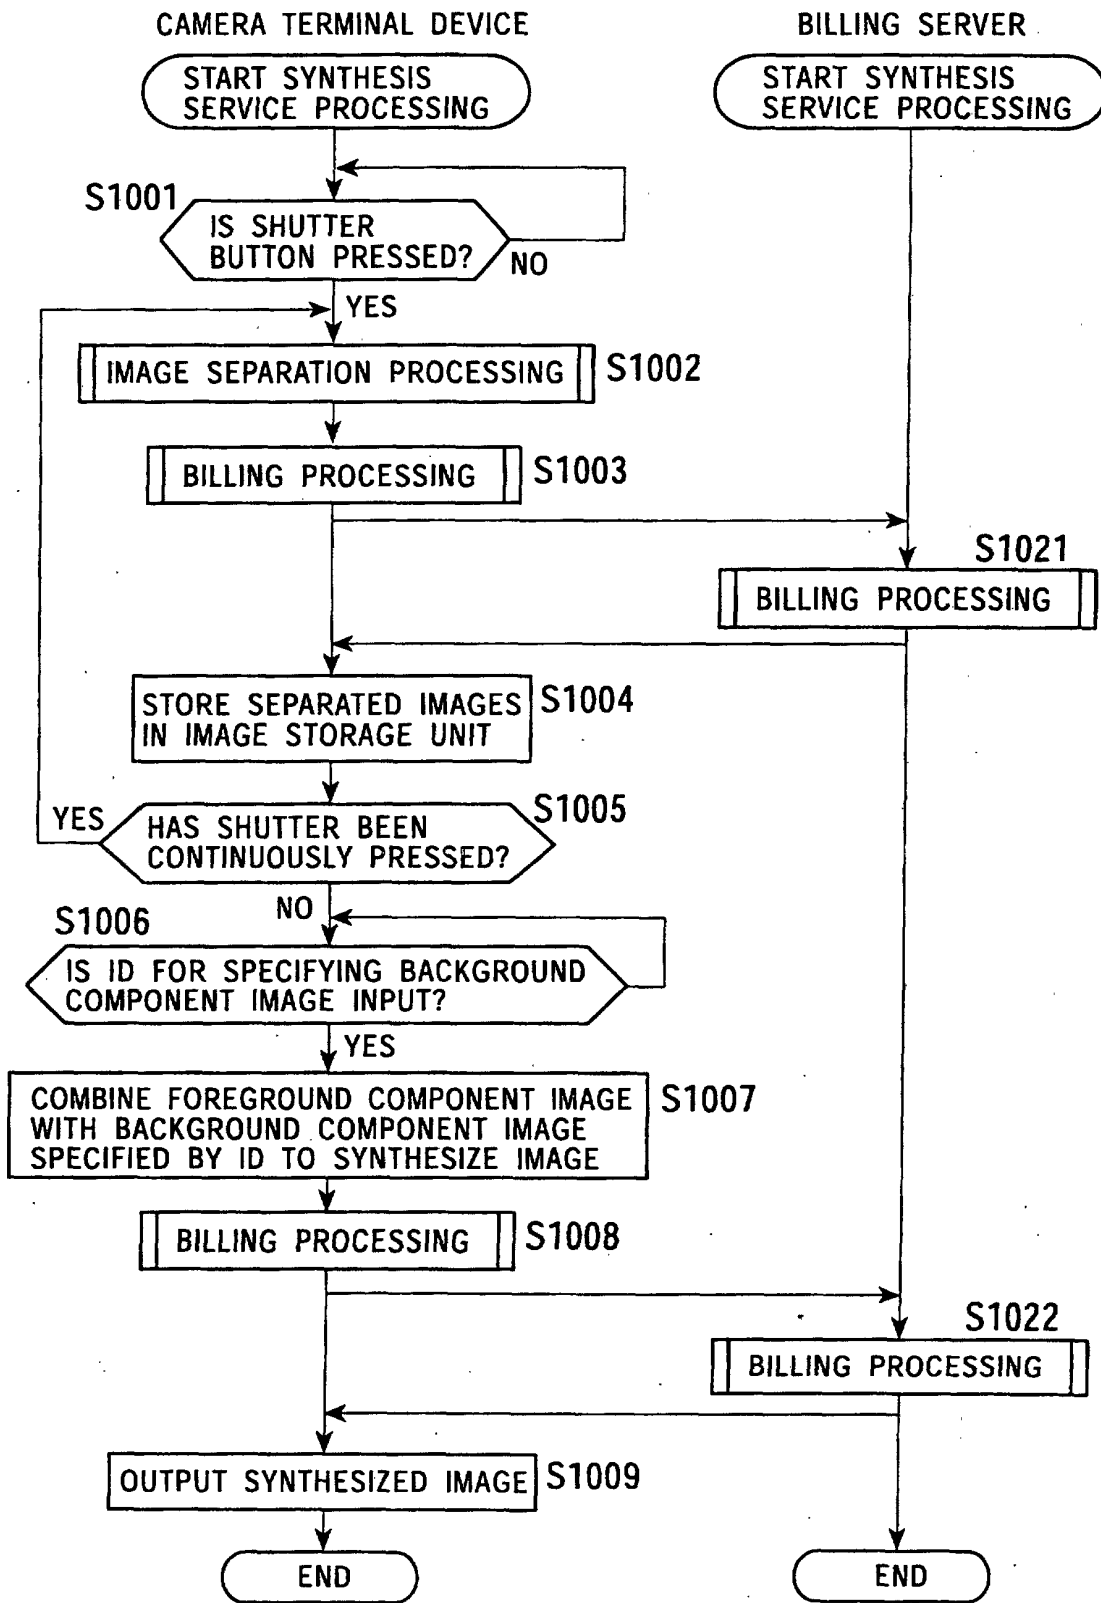 CAMERA TERMINAL DEVICE
BILLING SERVER
START SYNTHESIS
SERVICE PROCESSING
START SYNTHESIS
SERVICE PROCESSING
S1001
IS SHUTTER
BUTTON PRESSED?
NO
YES
IMAGE SEPARATION PROCESSING
S1002
BILLING PROCESSING
S1003
S1021
BILLING PROCESSING
STORE SEPARATED IMAGES
IN IMAGE STORAGE UNIT
S1004
YES
HAS SHUTTER BEEN
CONTINUOUSLY PRESSED?
S1005
NO
S1006
IS ID FOR SPECIFYING BACKGROUND
COMPONENT IMAGE INPUT?
YES
COMBINE FOREGROUND COMPONENT IMAGE
WITH BACKGROUND COMPONENT IMAGE
SPECIFIED BY ID TO SYNTHESIZE IMAGE
S1007
BILLING PROCESSING
S1008
S1022
BILLING PROCESSING
OUTPUT SYNTHESIZED IMAGE
S1009
END
END